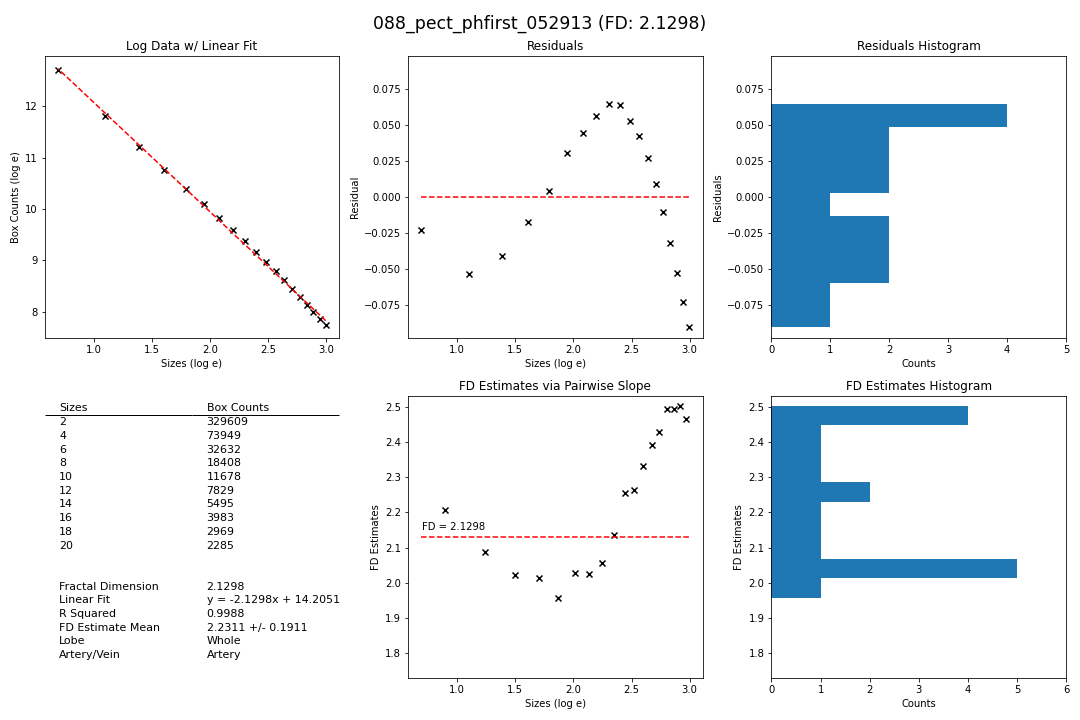 088_pect_phfirst_052913 (FD: 2.1298)
Log Data w/ Linear Fit
Box Counts (log e)
12
11
10
9
8
1.0 1.5 2.0 2.5 3.0
Sizes (log e)
Residuals
Residual
0.075
0.050
0.025
0.000
−0.025
−0.050
−0.075
1.0 1.5 2.0 2.5 3.0
Sizes (log e)
Residuals Histogram
Residuals
0.075
0.050
0.025
0.000
−0.025
−0.050
−0.075
0 1 2 3 4 5
Counts
Sizes Box Counts
2 329609
4 73949
6 32632
8 18408
10 11678
12 7829
14 5495
16 3983
18 2969
20 2285
Fractal Dimension 2.1298
Linear Fit y = -2.1298x + 14.2051
R Squared 0.9988
FD Estimate Mean 2.2311 +/- 0.1911
Lobe Whole
Artery/Vein Artery
FD Estimates via Pairwise Slope
FD Estimates
2.5
2.4
2.3
2.2
2.1
2.0
1.9
1.8
FD = 2.1298
1.0 1.5 2.0 2.5 3.0
Sizes (log e)
FD Estimates Histogram
FD Estimates
2.5
2.4
2.3
2.2
2.1
2.0
1.9
1.8
0 1 2 3 4 5 6
Counts